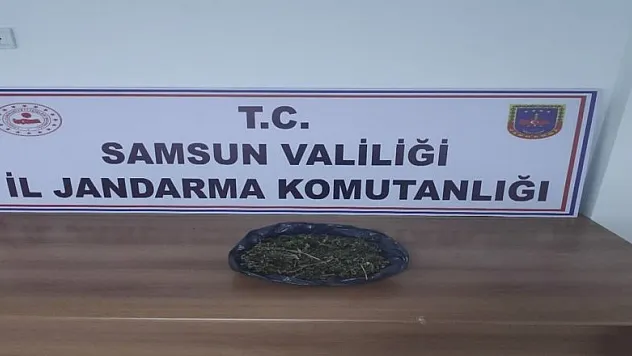 T.C.
SAMSUN VALİLİĞİ
İL JANDARMA KOMUTANLIĞI